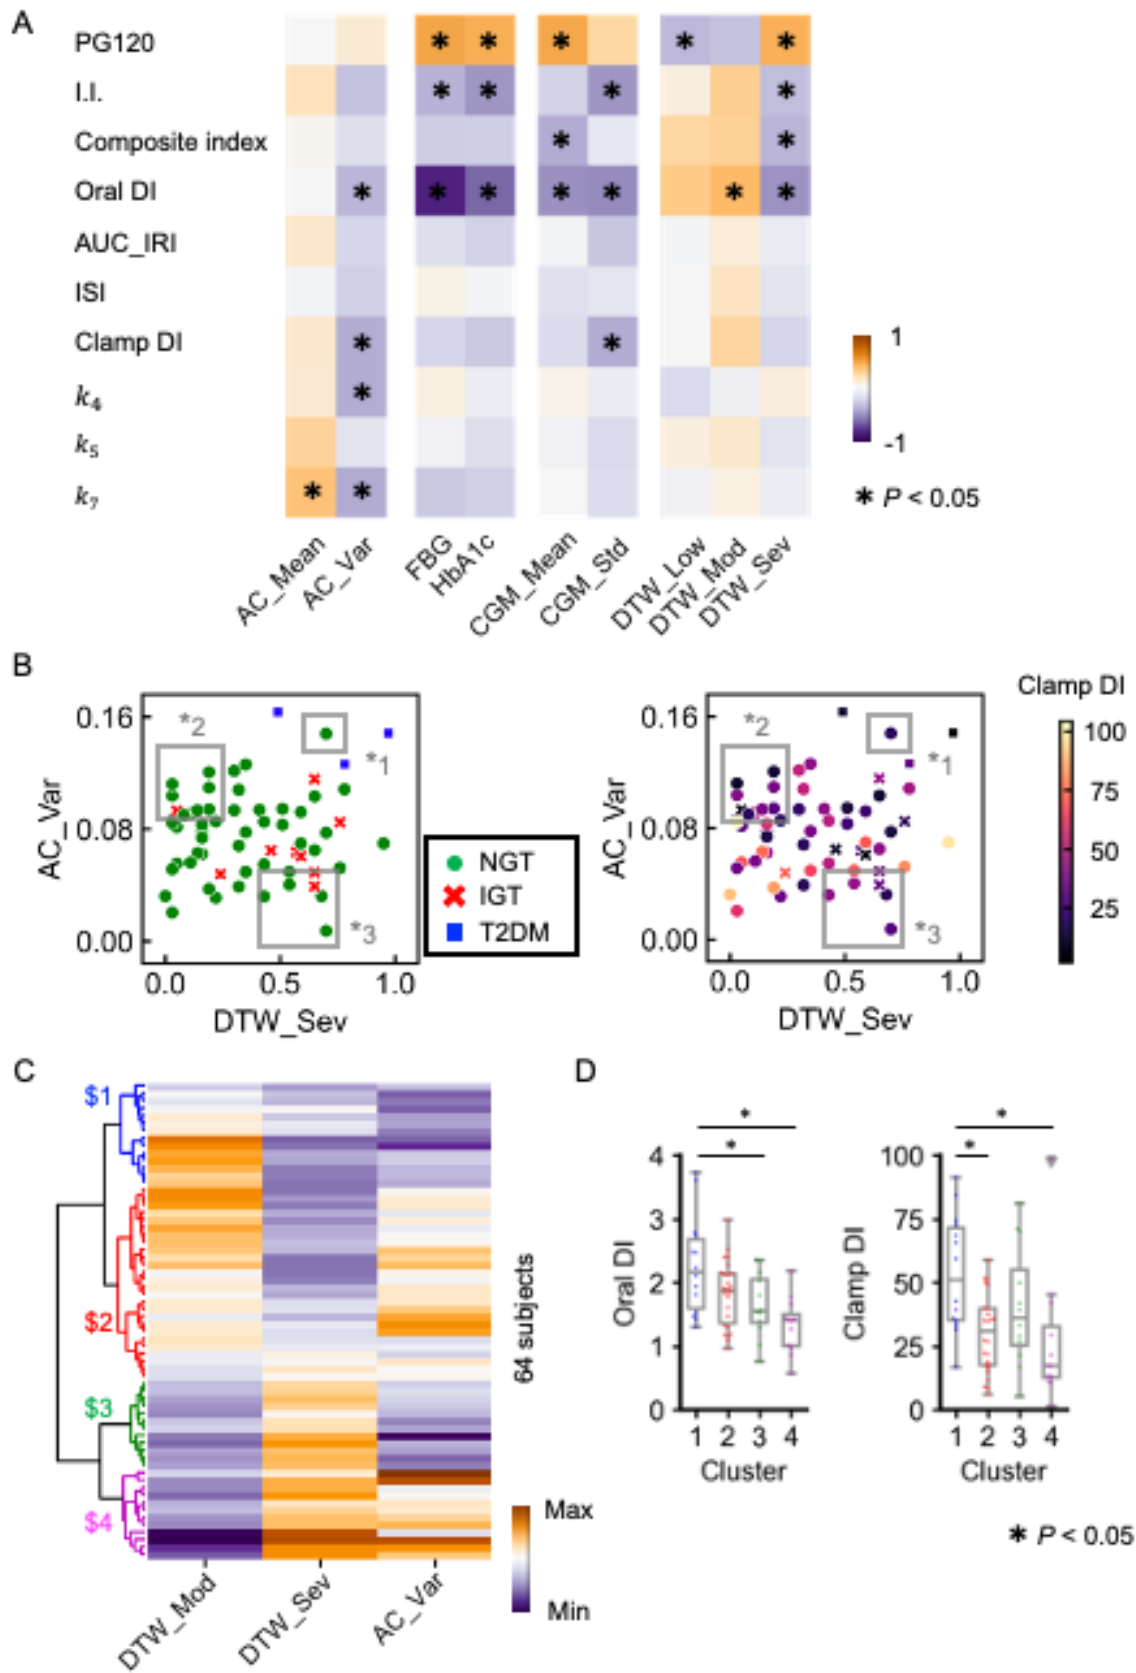 A
PG120
I.I.
Composite index
Oral DI
AUC_IRI
ISI
Clamp DI
k₄
k₅
k₇
* * * * *
* * * *
* *
* * * * * * *
* *
*
* *
1
-1
* P < 0.05
AC_Mean
AC_Var
FBG
HbA1c
CGM_Mean
CGM_Std
DTW_Low
DTW_Mod
DTW_Sev
B
0.16
0.08
0.00
AC_Var
*2
*1
*3
0.0 0.5 1.0
DTW_Sev
NGT
IGT
T2DM
0.16
0.08
0.00
AC_Var
*2
*1
*3
0.0 0.5 1.0
DTW_Sev
Clamp DI
100
75
50
25
C
$1
$2
$3
$4
64 subjects
Max
Min
DTW_Mod
DTW_Sev
AC_Var
D
*
*
4
3
2
1
0
Oral DI
1 2 3 4
Cluster
*
*
100
75
50
25
0
Clamp DI
1 2 3 4
Cluster
* P < 0.05